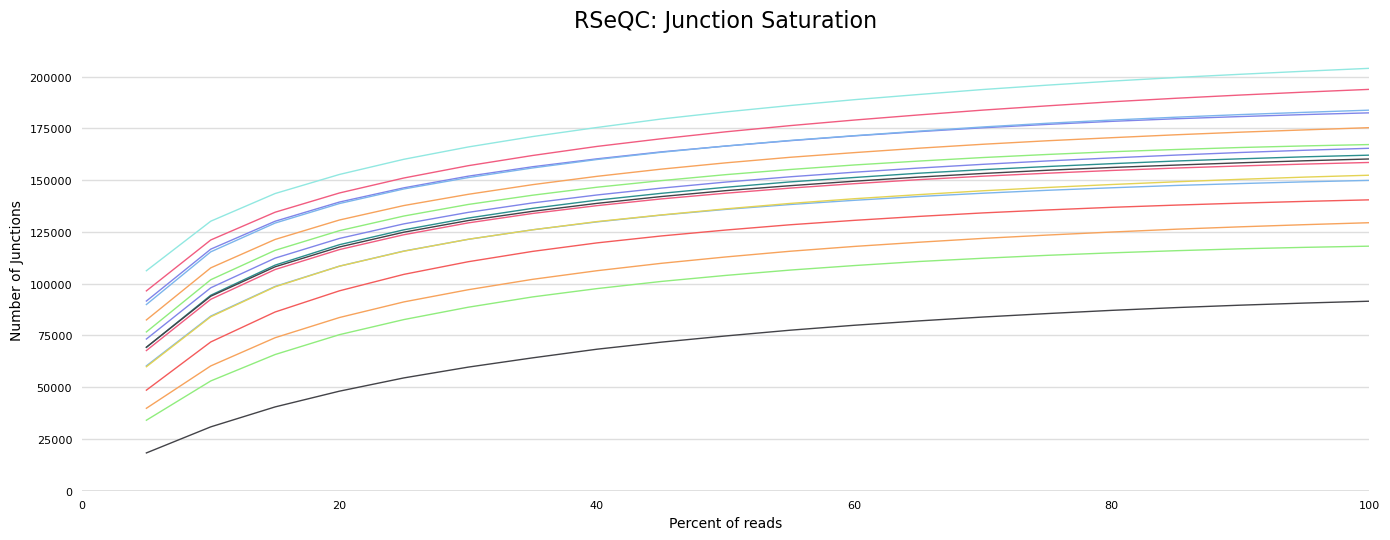 RSeQC: Junction Saturation
Number of Junctions
200000
175000
150000
125000
100000
75000
50000
25000
0
0 20 40 60 80 100
Percent of reads